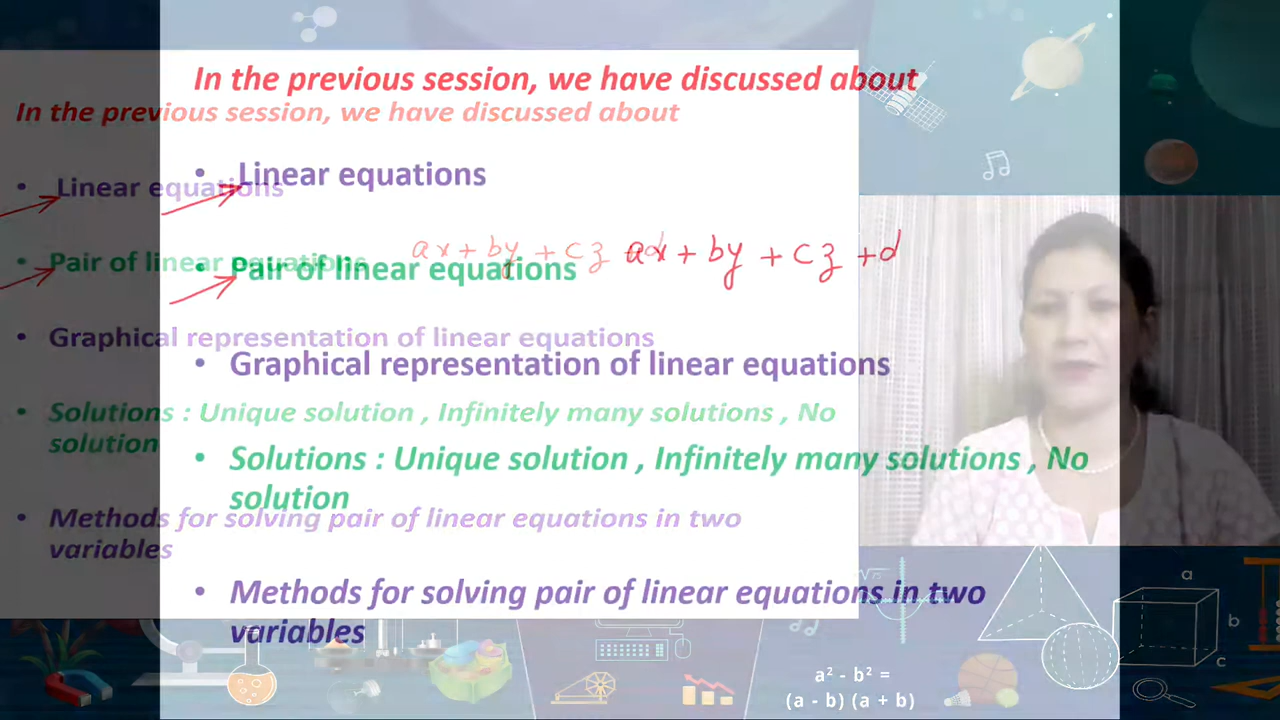 In the previous session, we have discussed about
In the previous session, we have discussed about
• Linear equations
• Linear equations
ax + by + cz + d
ax + by + cz + d
• Pair of linear equations
• Pair of linear equations
• Graphical representation of linear equations
• Graphical representation of linear equations
• Solutions : Unique solution , Infinitely many solutions , No
solution
• Solutions : Unique solution , Infinitely many solutions , No
solution
• Methods for solving pair of linear equations in two
variables
• Methods for solving pair of linear equations in two
variables
√75
a
b
c
a² - b² =
(a - b) (a + b)